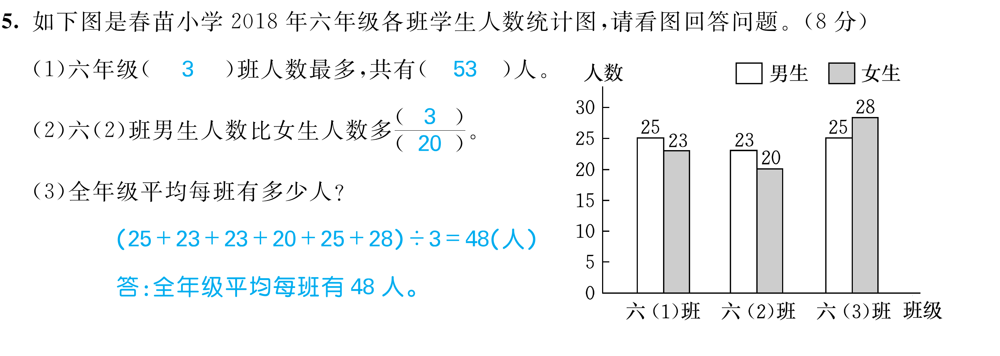 5. 如下图是春苗小学 2018 年六年级各班学生人数统计图,请看图回答问题。(8 分)
(1)六年级( 3 )班人数最多,共有( 53 )人。
(2)六(2)班男生人数比女生人数多( 3 )/( 20 )。
(3)全年级平均每班有多少人?
(25+23+23+20+25+28)÷3=48(人)
答:全年级平均每班有 48 人。
人数 男生 女生
30
25
20
15
10
5
0
25 23 23 20 25 28
六(1)班 六(2)班 六(3)班 班级